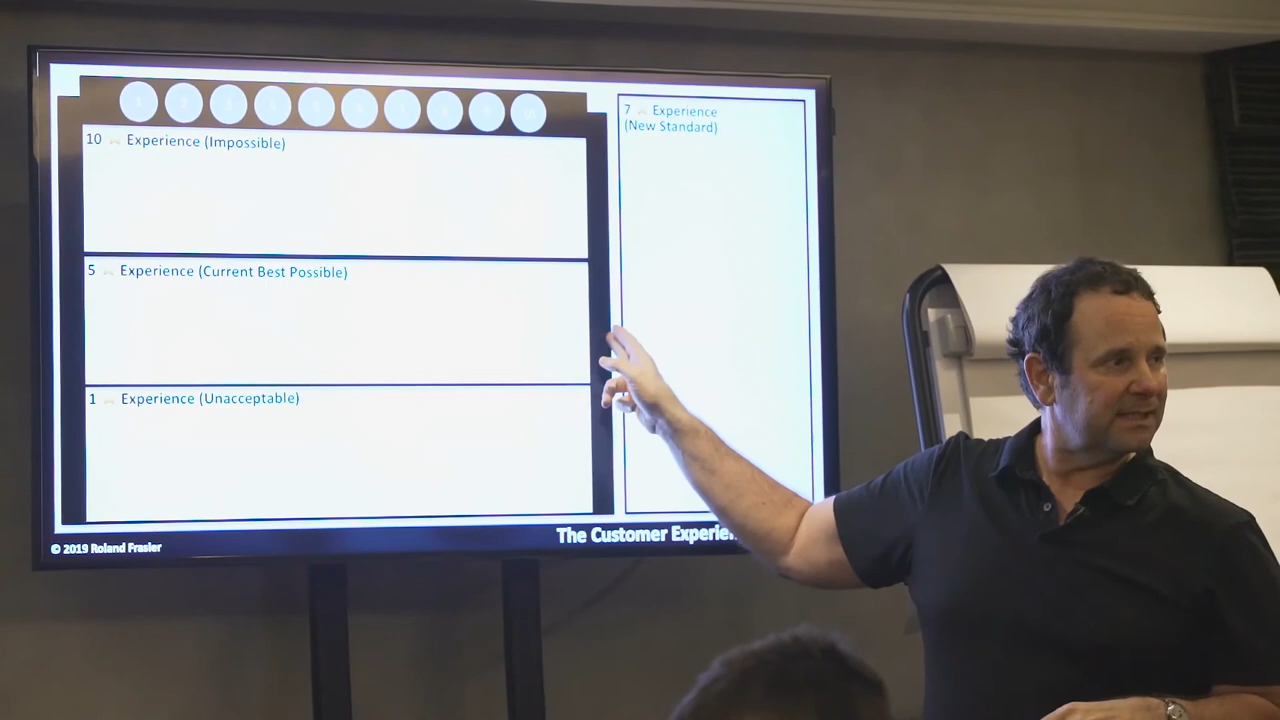 10 Experience (Impossible)
5 Experience (Current Best Possible)
1 Experience (Unacceptable)
7 Experience
(New Standard)
The Customer
© 2019 Roland Frasier